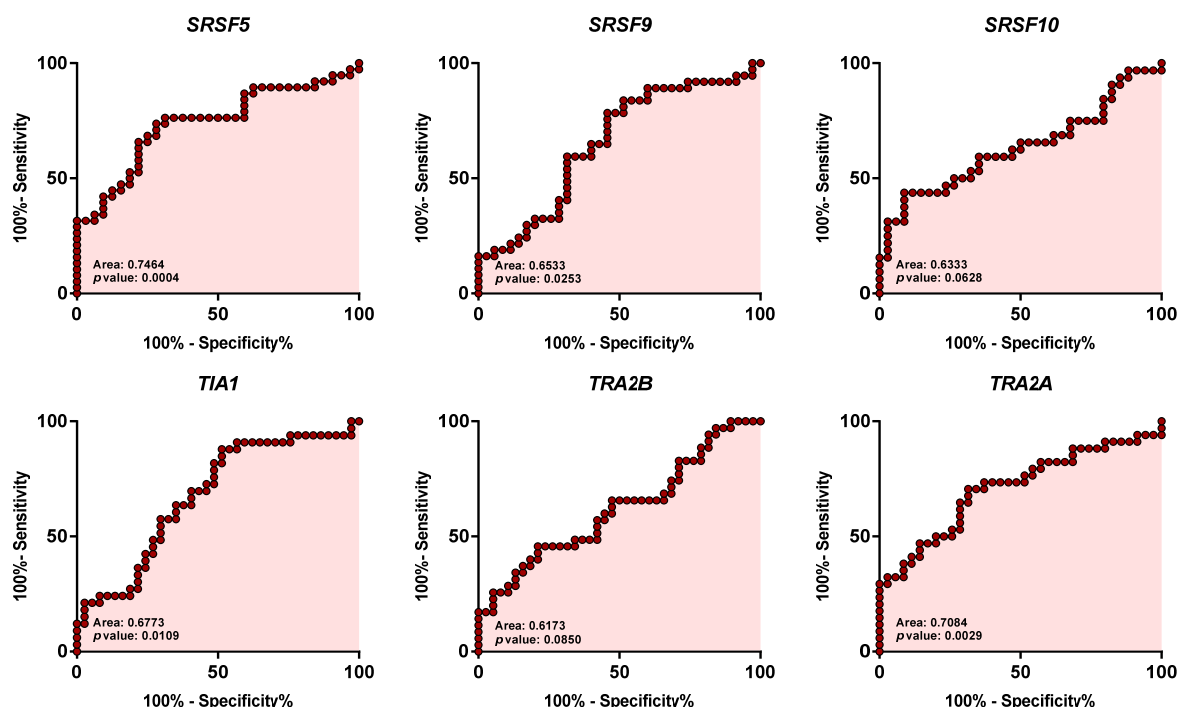 SRSF5
SRSF9
SRSF10
100
50
0
100%- Sensitivity
Area: 0.7464
p value: 0.0004
0
50
100
100% - Specificity%
100
50
0
100%- Sensitivity
Area: 0.6533
p value: 0.0253
0
50
100
100% - Specificity%
100
50
0
100%- Sensitivity
Area: 0.6333
p value: 0.0628
0
50
100
100% - Specificity%
TIA1
TRA2B
TRA2A
100
50
0
100%- Sensitivity
Area: 0.6773
p value: 0.0109
0
50
100
100% - Specificity%
100
50
0
100%- Sensitivity
Area: 0.6173
p value: 0.0850
0
50
100
100% - Specificity%
100
50
0
100%- Sensitivity
Area: 0.7084
p value: 0.0029
0
50
100
100% - Specificity%